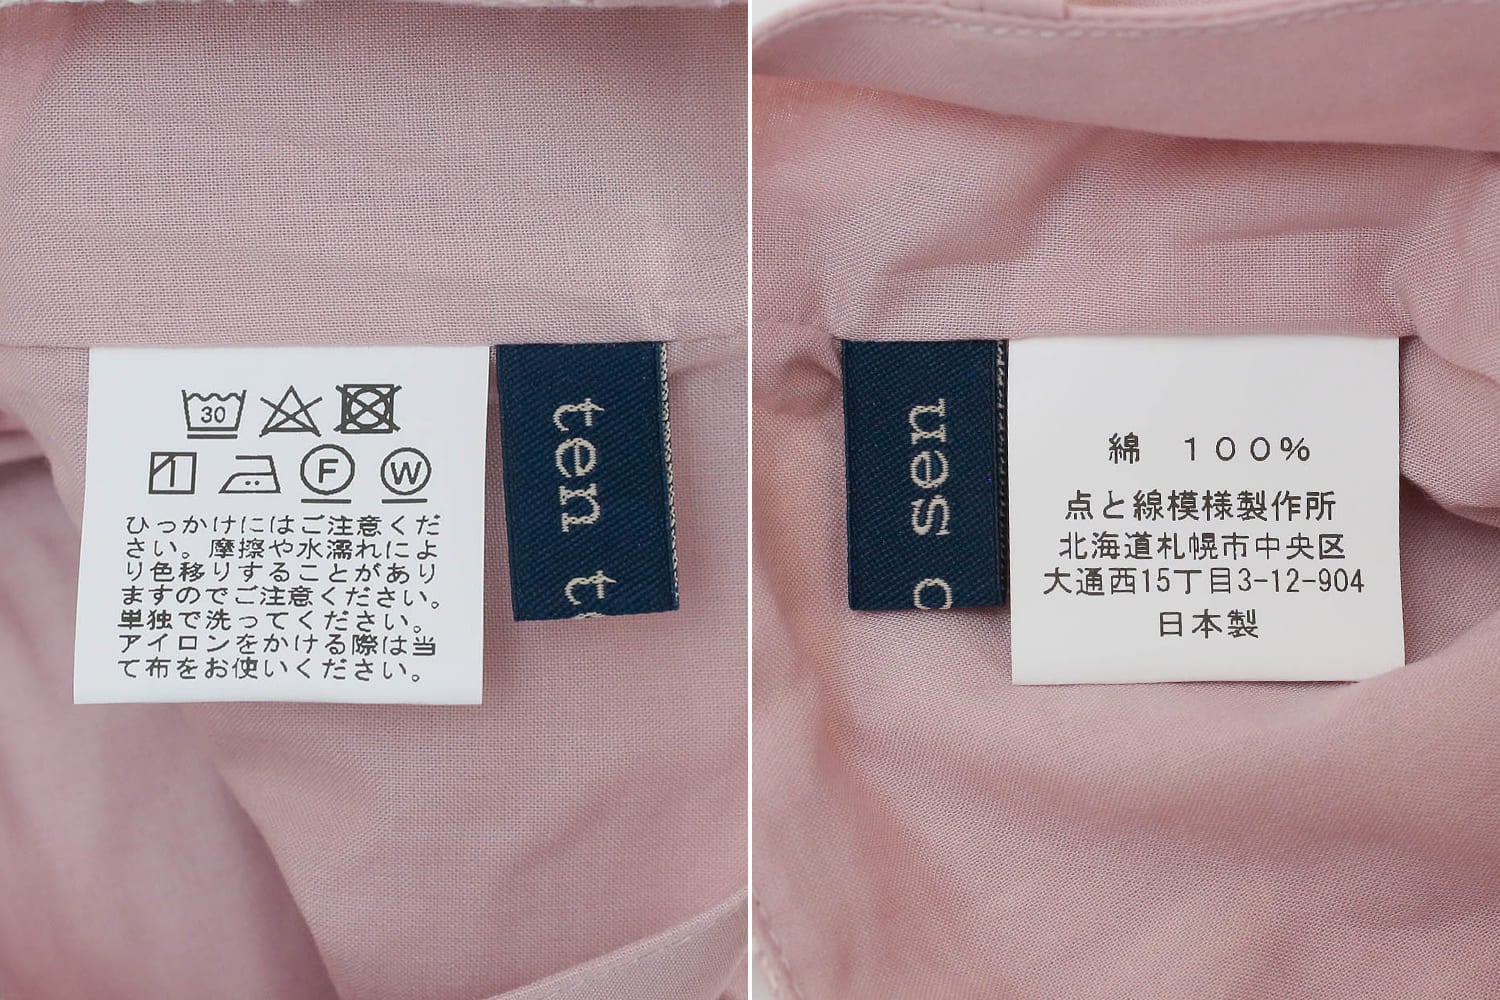 30
F
W
ひっかけにはご注意くだ
さい。摩擦や水濡れによ
り色移りすることがあり
ますのでご注意ください。
単独で洗ってください。
アイロンをかける際は当
て布をお使いください。
ten t
o sen
綿 １００％
点と線模様製作所
北海道札幌市中央区
大通西15丁目3-12-904
日本製